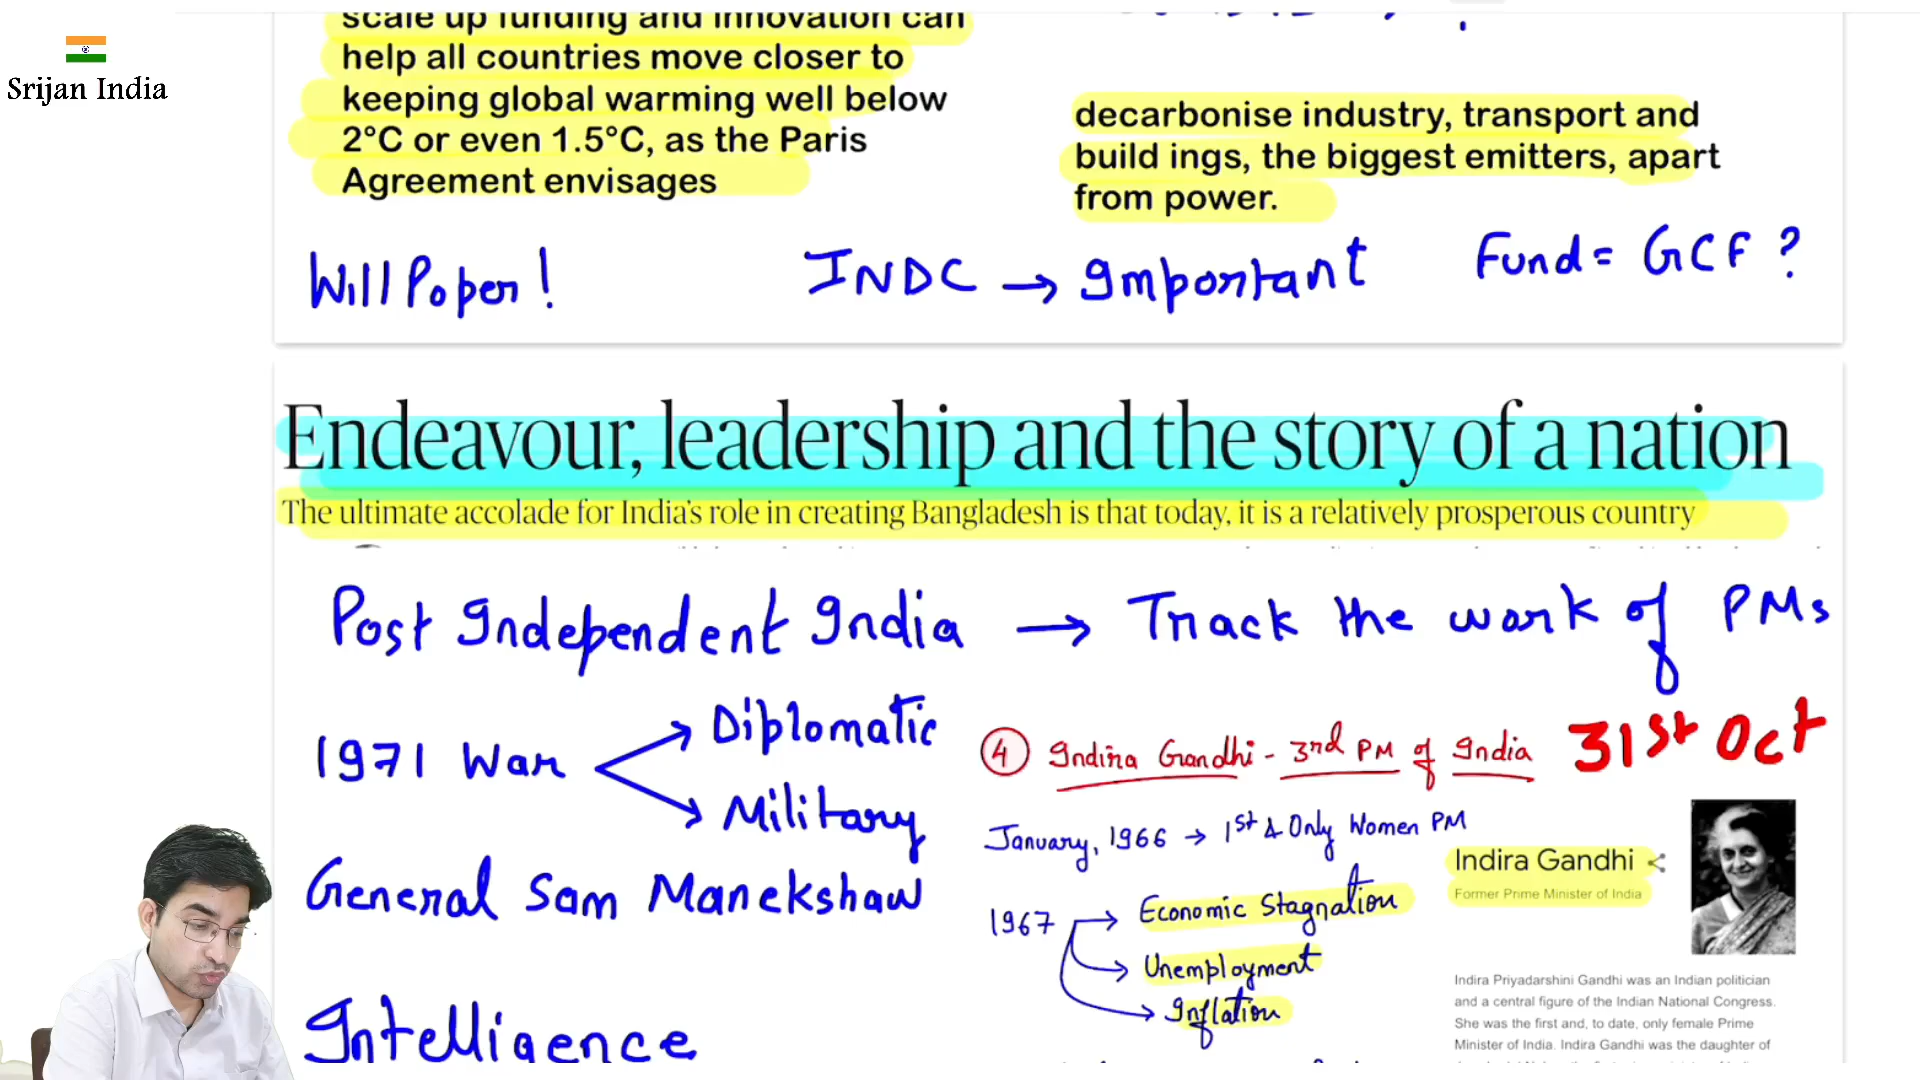 Srijan India
scale up funding and innovation can
help all countries move closer to
keeping global warming well below
2°C or even 1.5°C, as the Paris
Agreement envisages
decarbonise industry, transport and
build ings, the biggest emitters, apart
from power.
Will Poper!
INDC → Important
Fund = GCF ?
Endeavour, leadership and the story of a nation
The ultimate accolade for India's role in creating Bangladesh is that today, it is a relatively prosperous country
Post Independent India → Track the work of PMs
1971 War
Diplomatic
Military
General Sam Manekshaw
Intelligence
4 Indira Gandhi - 3rd PM of India
31st Oct
January, 1966 → 1st & Only Women PM
1967 → Economic Stagnation
Unemployment
Inflation
Indira Gandhi
Former Prime Minister of India
Indira Priyadarshini Gandhi was an Indian politician
and a central figure of the Indian National Congress.
She was the first and, to date, only female Prime
Minister of India. Indira Gandhi was the daughter of